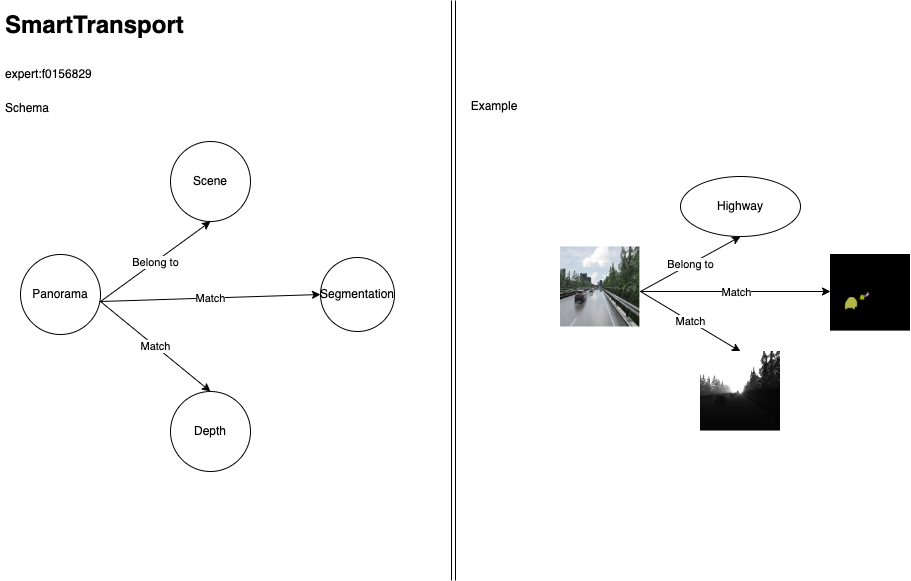 SmartTransport
expert:f0156829
Schema
Scene
Belong to
Panorama
Match
Segmentation
Match
Depth
Example
Highway
Belong to
Match
Match